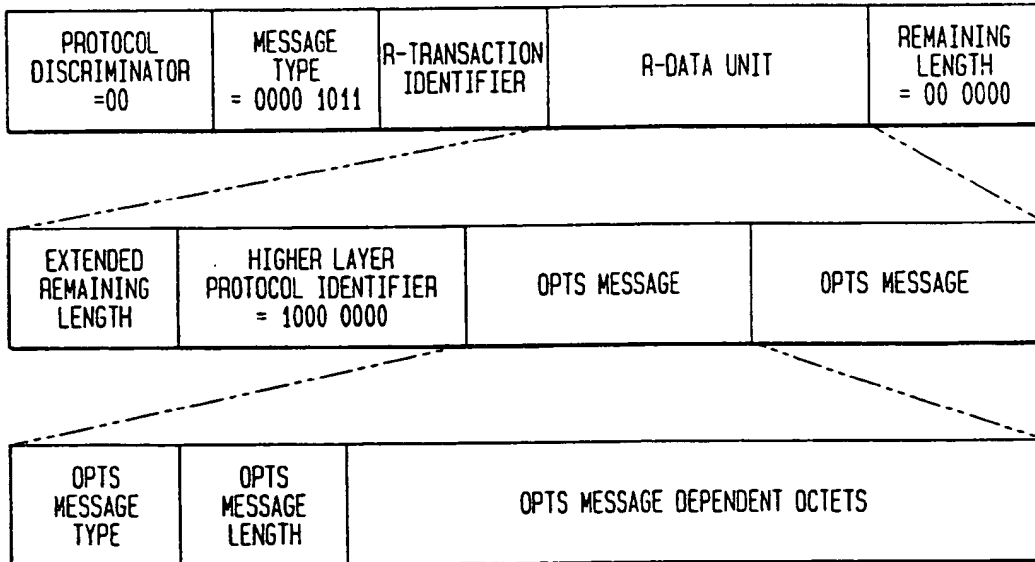 PROTOCOL
DISCRIMINATOR
=00
MESSAGE
TYPE
= 0000 1011
R-TRANSACTION
IDENTIFIER
R-DATA UNIT
REMAINING
LENGTH
= 00 0000
EXTENDED
REMAINING
LENGTH
HIGHER LAYER
PROTOCOL IDENTIFIER
= 1000 0000
OPTS MESSAGE
OPTS MESSAGE
OPTS
MESSAGE
TYPE
OPTS
MESSAGE
LENGTH
OPTS MESSAGE DEPENDENT OCTETS